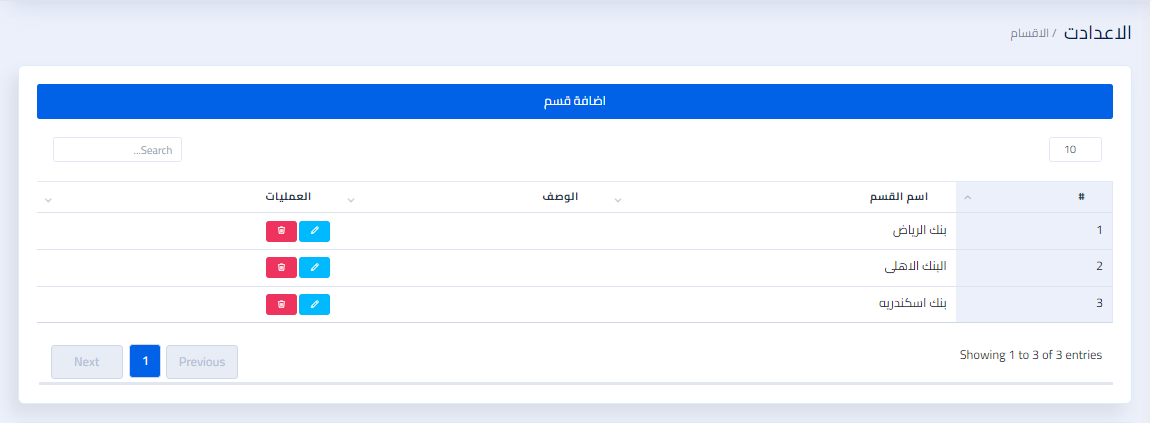 الاعدادت / الاقسام
اضافة قسم
10
Search...
# اسم القسم الوصف العمليات
1 بنك الرياض
2 البنك الاهلى
3 بنك اسكندريه
Showing 1 to 3 of 3 entries
Previous 1 Next